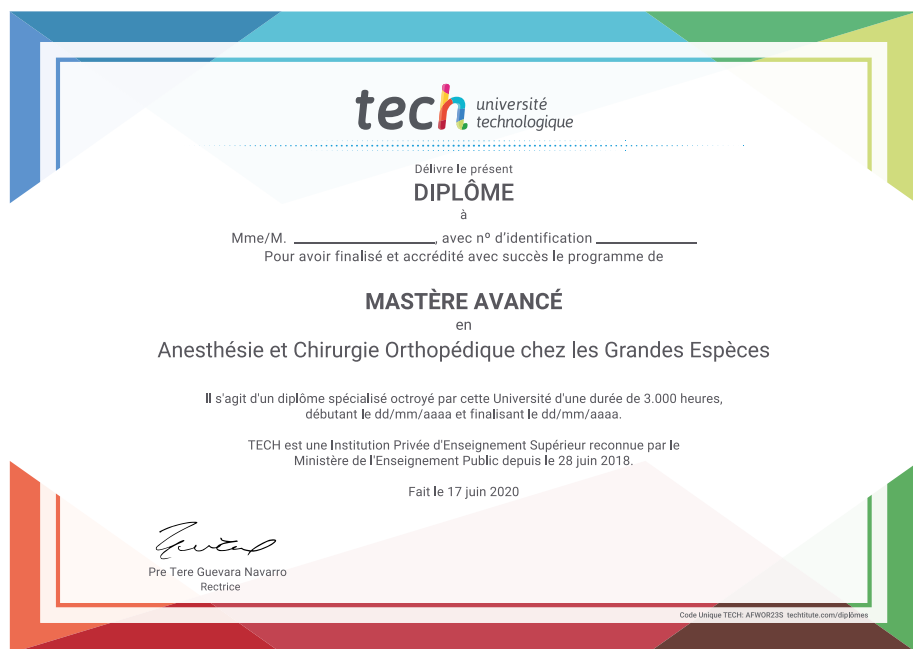 tech université
technologique
Délivre le présent
DIPLÔME
à
Mme/M. ____________________, avec nº d'identification ______________
Pour avoir finalisé et accrédité avec succès le programme de
MASTÈRE AVANCÉ
en
Anesthésie et Chirurgie Orthopédique chez les Grandes Espèces
Il s'agit d'un diplôme spécialisé octroyé par cette Université d'une durée de 3.000 heures,
débutant le dd/mm/aaaa et finalisant le dd/mm/aaaa.
TECH est une Institution Privée d'Enseignement Supérieur reconnue par le
Ministère de l'Enseignement Public depuis le 28 juin 2018.
Fait le 17 juin 2020
Pre Tere Guevara Navarro
Rectrice
Code Unique TECH: AFWOR23S techtitute.com/diplômes